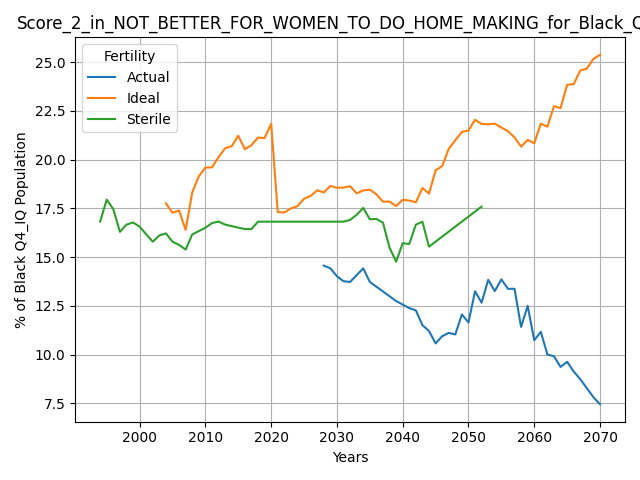 Score_2_in_NOT_BETTER_FOR_WOMEN_TO_DO_HOME_MAKING_for_Black_Q
Fertility
Actual
Ideal
Sterile
% of Black Q4_IQ Population
25.0
22.5
20.0
17.5
15.0
12.5
10.0
7.5
2000 2010 2020 2030 2040 2050 2060 2070
Years